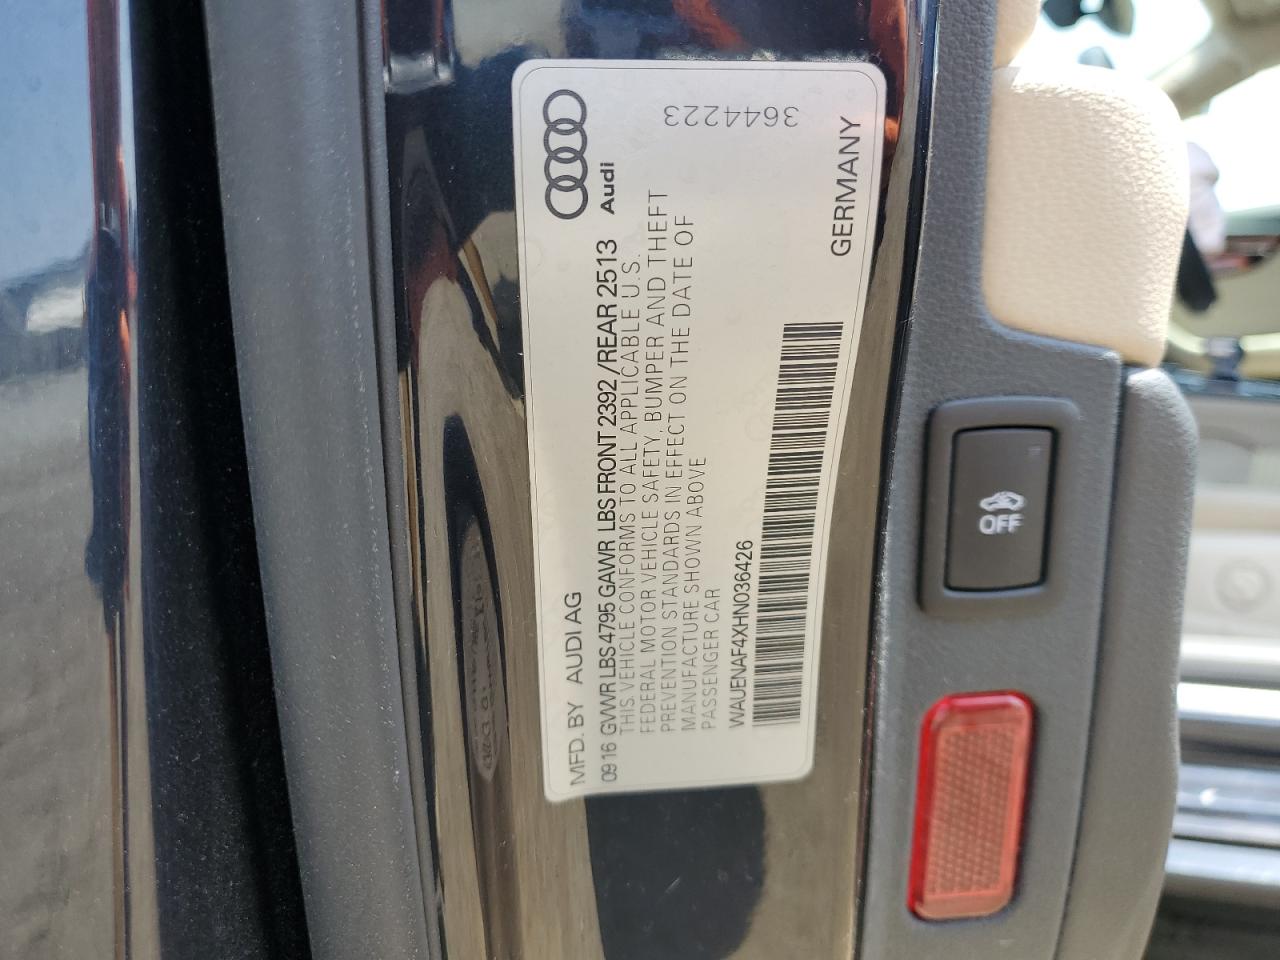 Audi
3644223
MFD. BY AUDI AG
0916 GVWR LBS 4795 GAWR LBS FRONT 2392 /REAR 2513
THIS VEHICLE CONFORMS TO ALL APPLICABLE U.S.
FEDERAL MOTOR VEHICLE SAFETY, BUMPER AND THEFT
PREVENTION STANDARDS IN EFFECT ON THE DATE OF
MANUFACTURE SHOWN ABOVE
PASSENGER CAR
WAUENAF4XHN036426
GERMANY
OFF